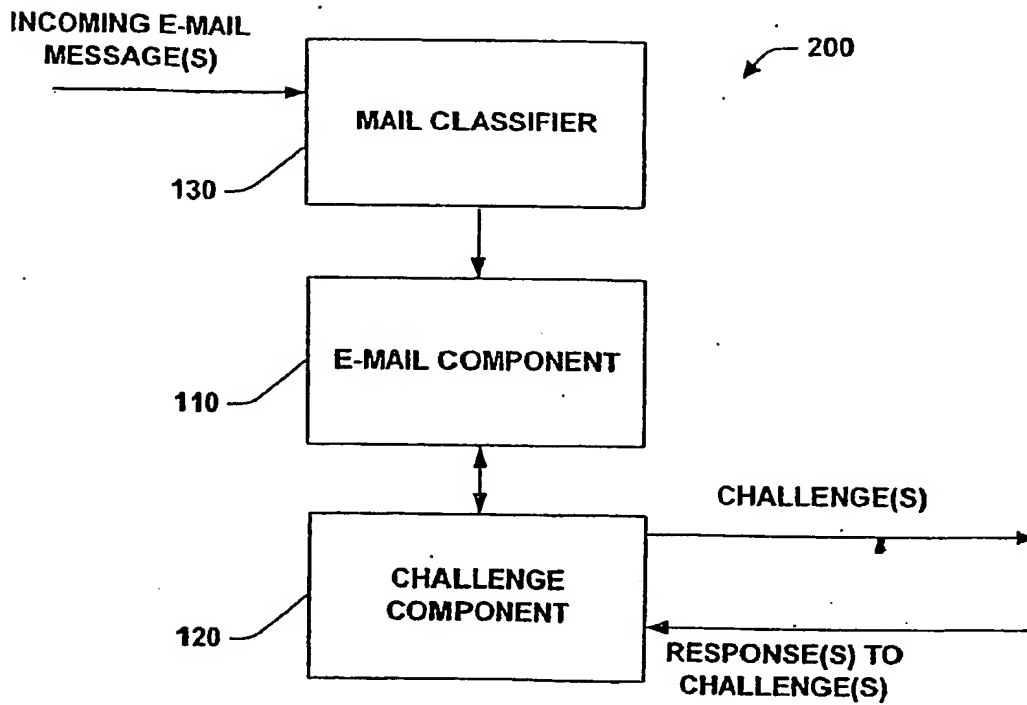 INCOMING E-MAIL
MESSAGE(S)
200
MAIL CLASSIFIER
130
E-MAIL COMPONENT
110
CHALLENGE(S)
CHALLENGE
COMPONENT
120
RESPONSE(S) TO
CHALLENGE(S)